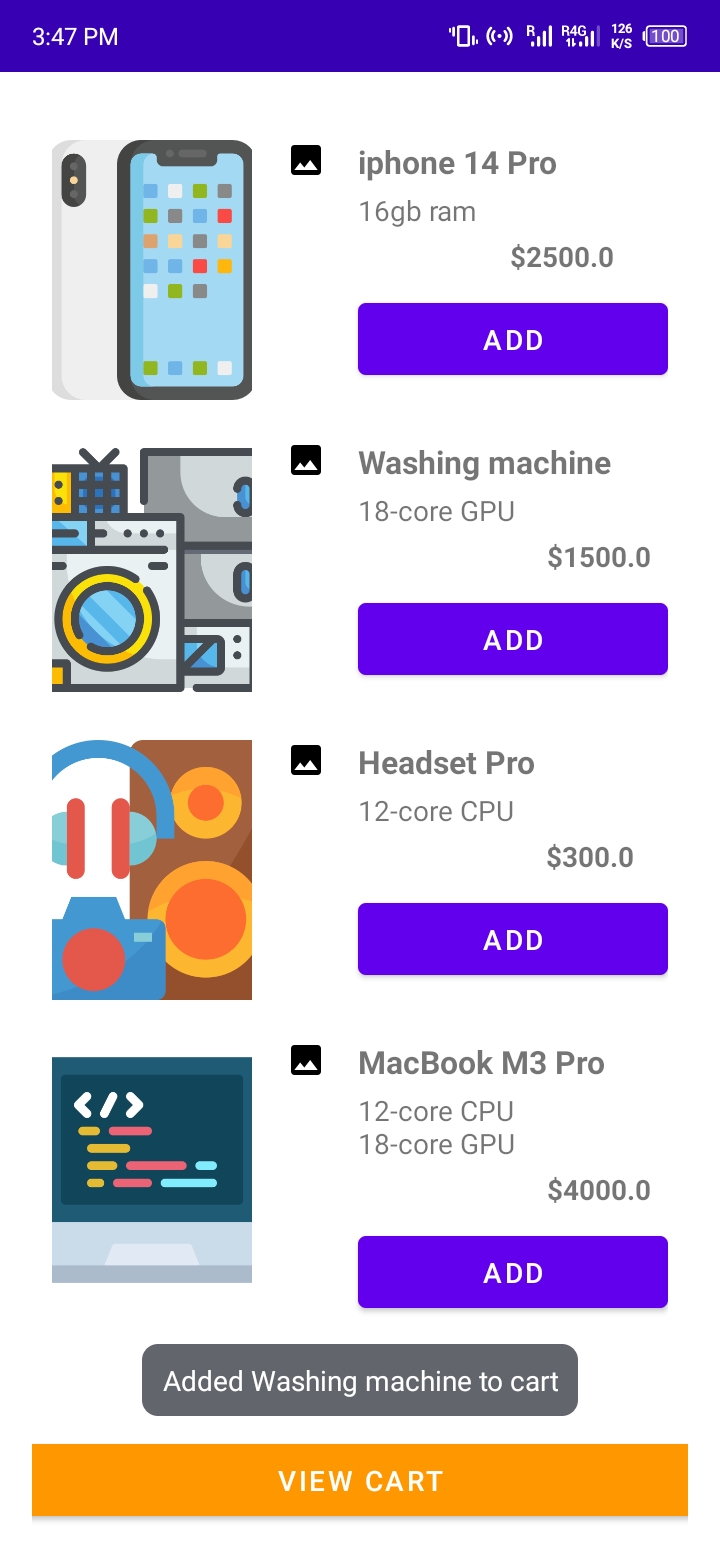 3:47 PM
R R4G 126 K/S 100
iphone 14 Pro
16gb ram
$2500.0
ADD
Washing machine
18-core GPU
$1500.0
ADD
Headset Pro
12-core CPU
$300.0
ADD
</>
MacBook M3 Pro
12-core CPU
18-core GPU
$4000.0
ADD
Added Washing machine to cart
VIEW CART